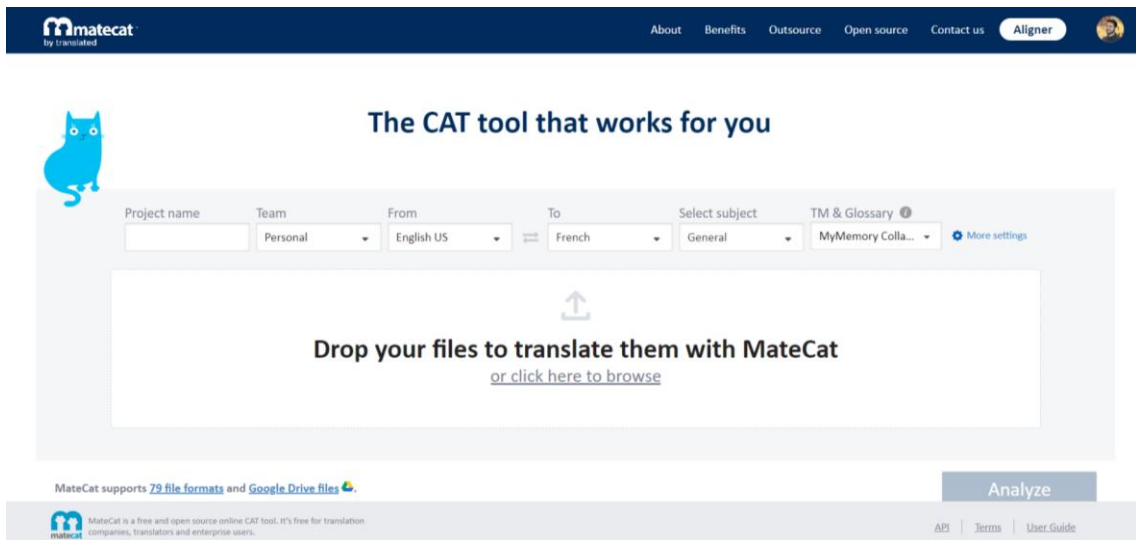 matecat
by translated
About Benefits Outsource Open source Contact us Aligner
The CAT tool that works for you
Project name Team From To Select subject TM & Glossary
Personal English US French General MyMemory Colla... More settings
Drop your files to translate them with MateCat
or click here to browse
MateCat supports 79 file formats and Google Drive files.
Analyze
matecat
MateCat is a free and open source online CAT tool. It's free for translation
companies, translators and enterprise users.
API Terms User Guide